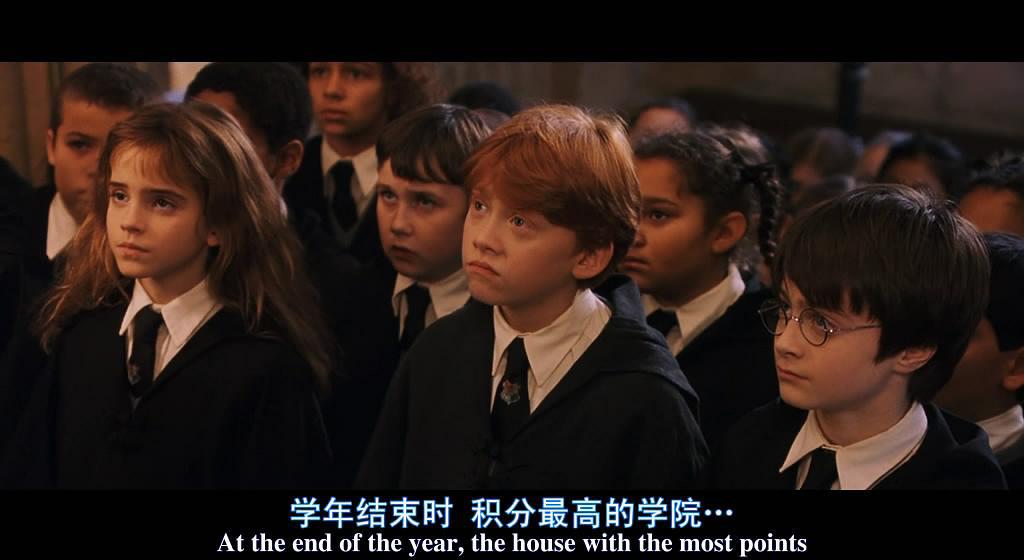 学年结束时 积分最高的学院…
At the end of the year, the house with the most points